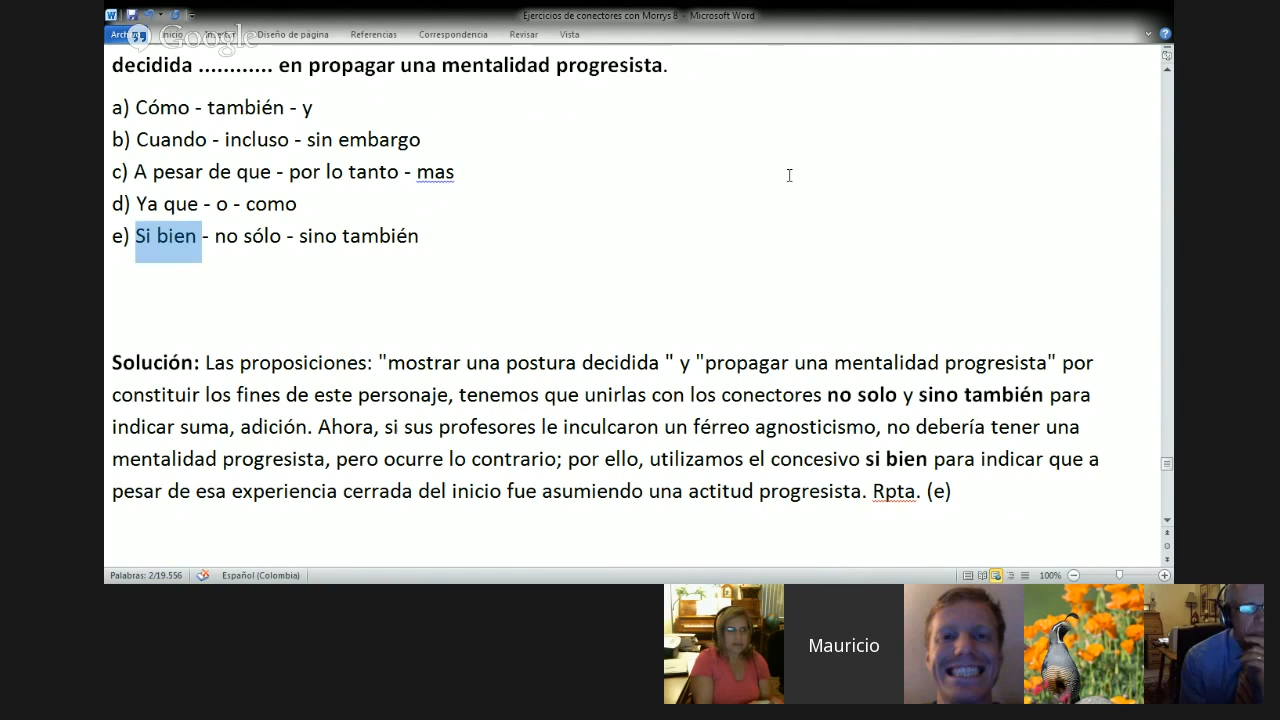 Ejercicios de conectores con Morrys 8 - Microsoft Word
Archivo Inicio Insertar Diseño de página Referencias Correspondencia Revisar Vista
Google
decidida ............ en propagar una mentalidad progresista.
a) Cómo - también - y
b) Cuando - incluso - sin embargo
c) A pesar de que - por lo tanto - mas
d) Ya que - o - como
e) Si bien - no sólo - sino también
Solución: Las proposiciones: "mostrar una postura decidida " y "propagar una mentalidad progresista" por
constituir los fines de este personaje, tenemos que unirlas con los conectores no solo y sino también para
indicar suma, adición. Ahora, si sus profesores le inculcaron un férreo agnosticismo, no debería tener una
mentalidad progresista, pero ocurre lo contrario; por ello, utilizamos el concesivo si bien para indicar que a
pesar de esa experiencia cerrada del inicio fue asumiendo una actitud progresista. Rpta. (e)
Palabras: 2/19.556 Español (Colombia) 100%
Mauricio